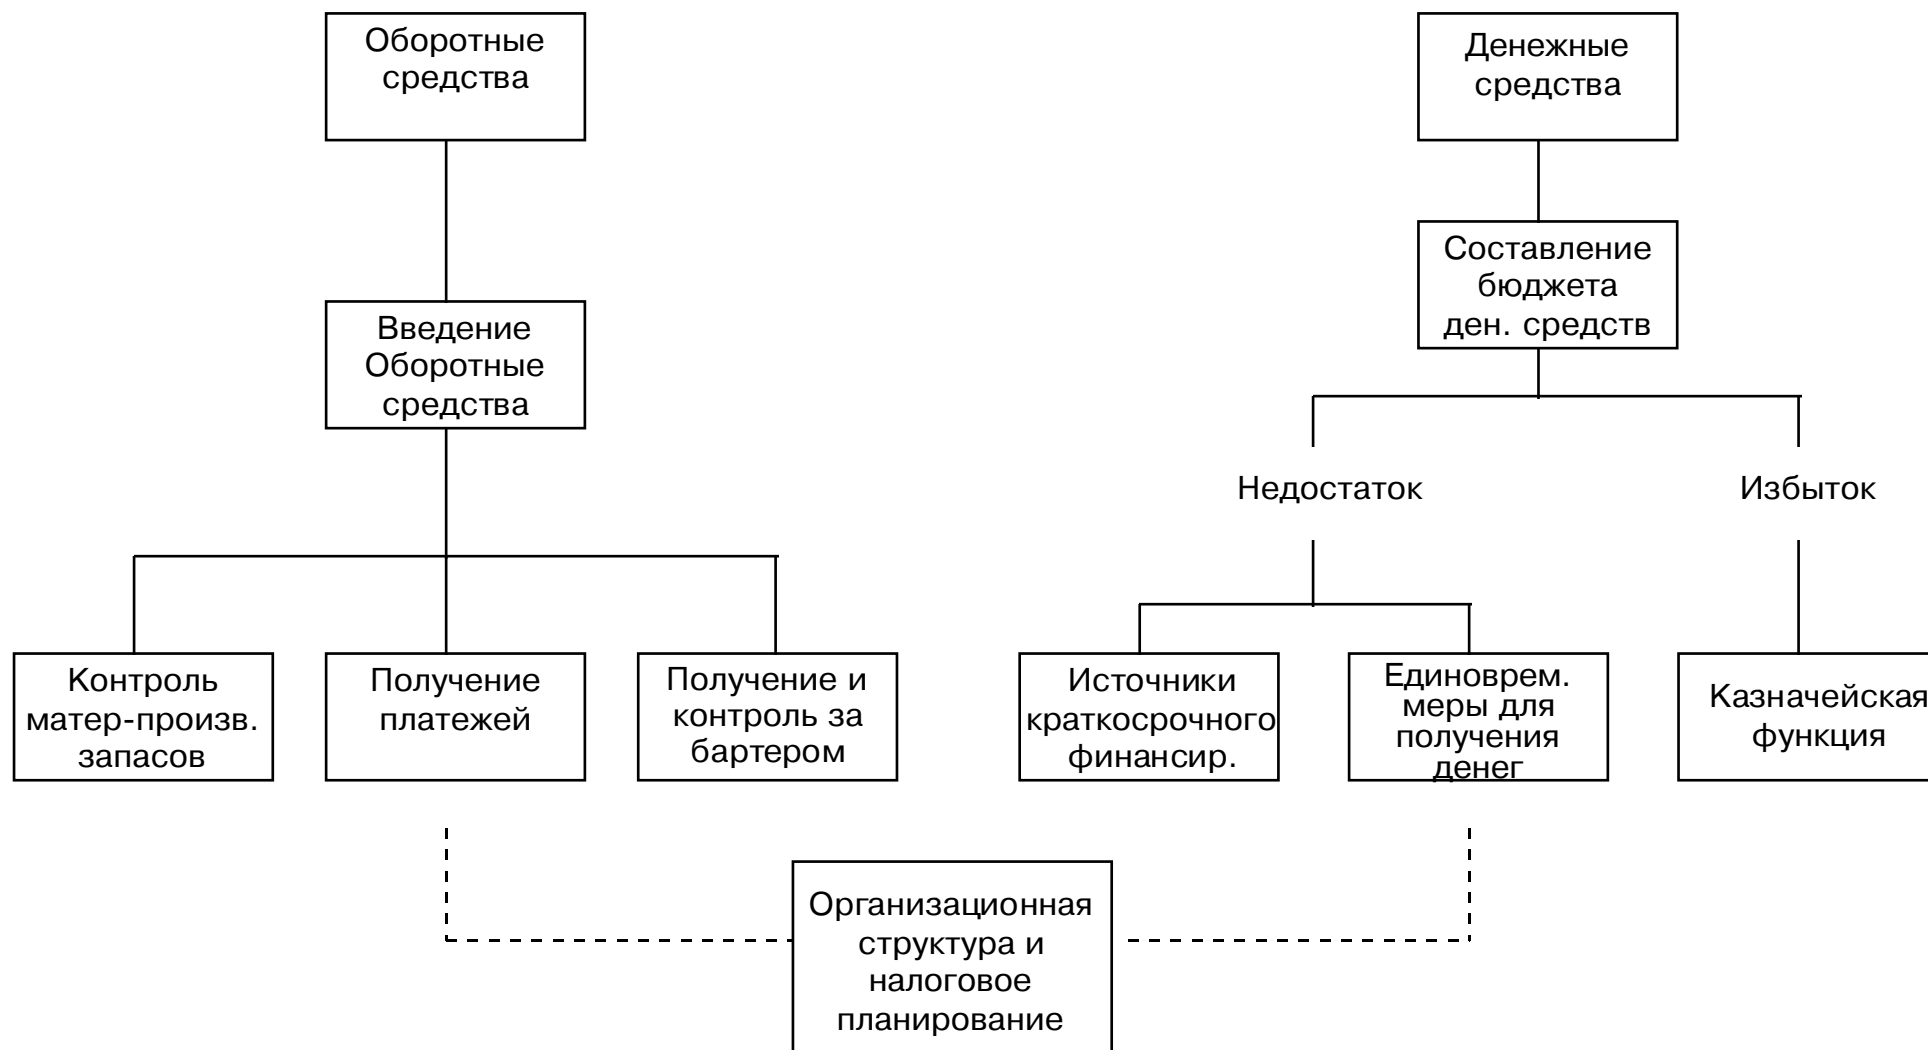 Оборотные
средства
Денежные
средства
Составление
бюджета
ден. средств
Введение
Оборотные
средства
Недостаток
Избыток
Контроль
матер-произв.
запасов
Получение
платежей
Получение и
контроль за
бартером
Источники
краткосрочного
финансир.
Единоврем.
меры для
получения
денег
Казначейская
функция
Организационная
структура и
налоговое
планирование